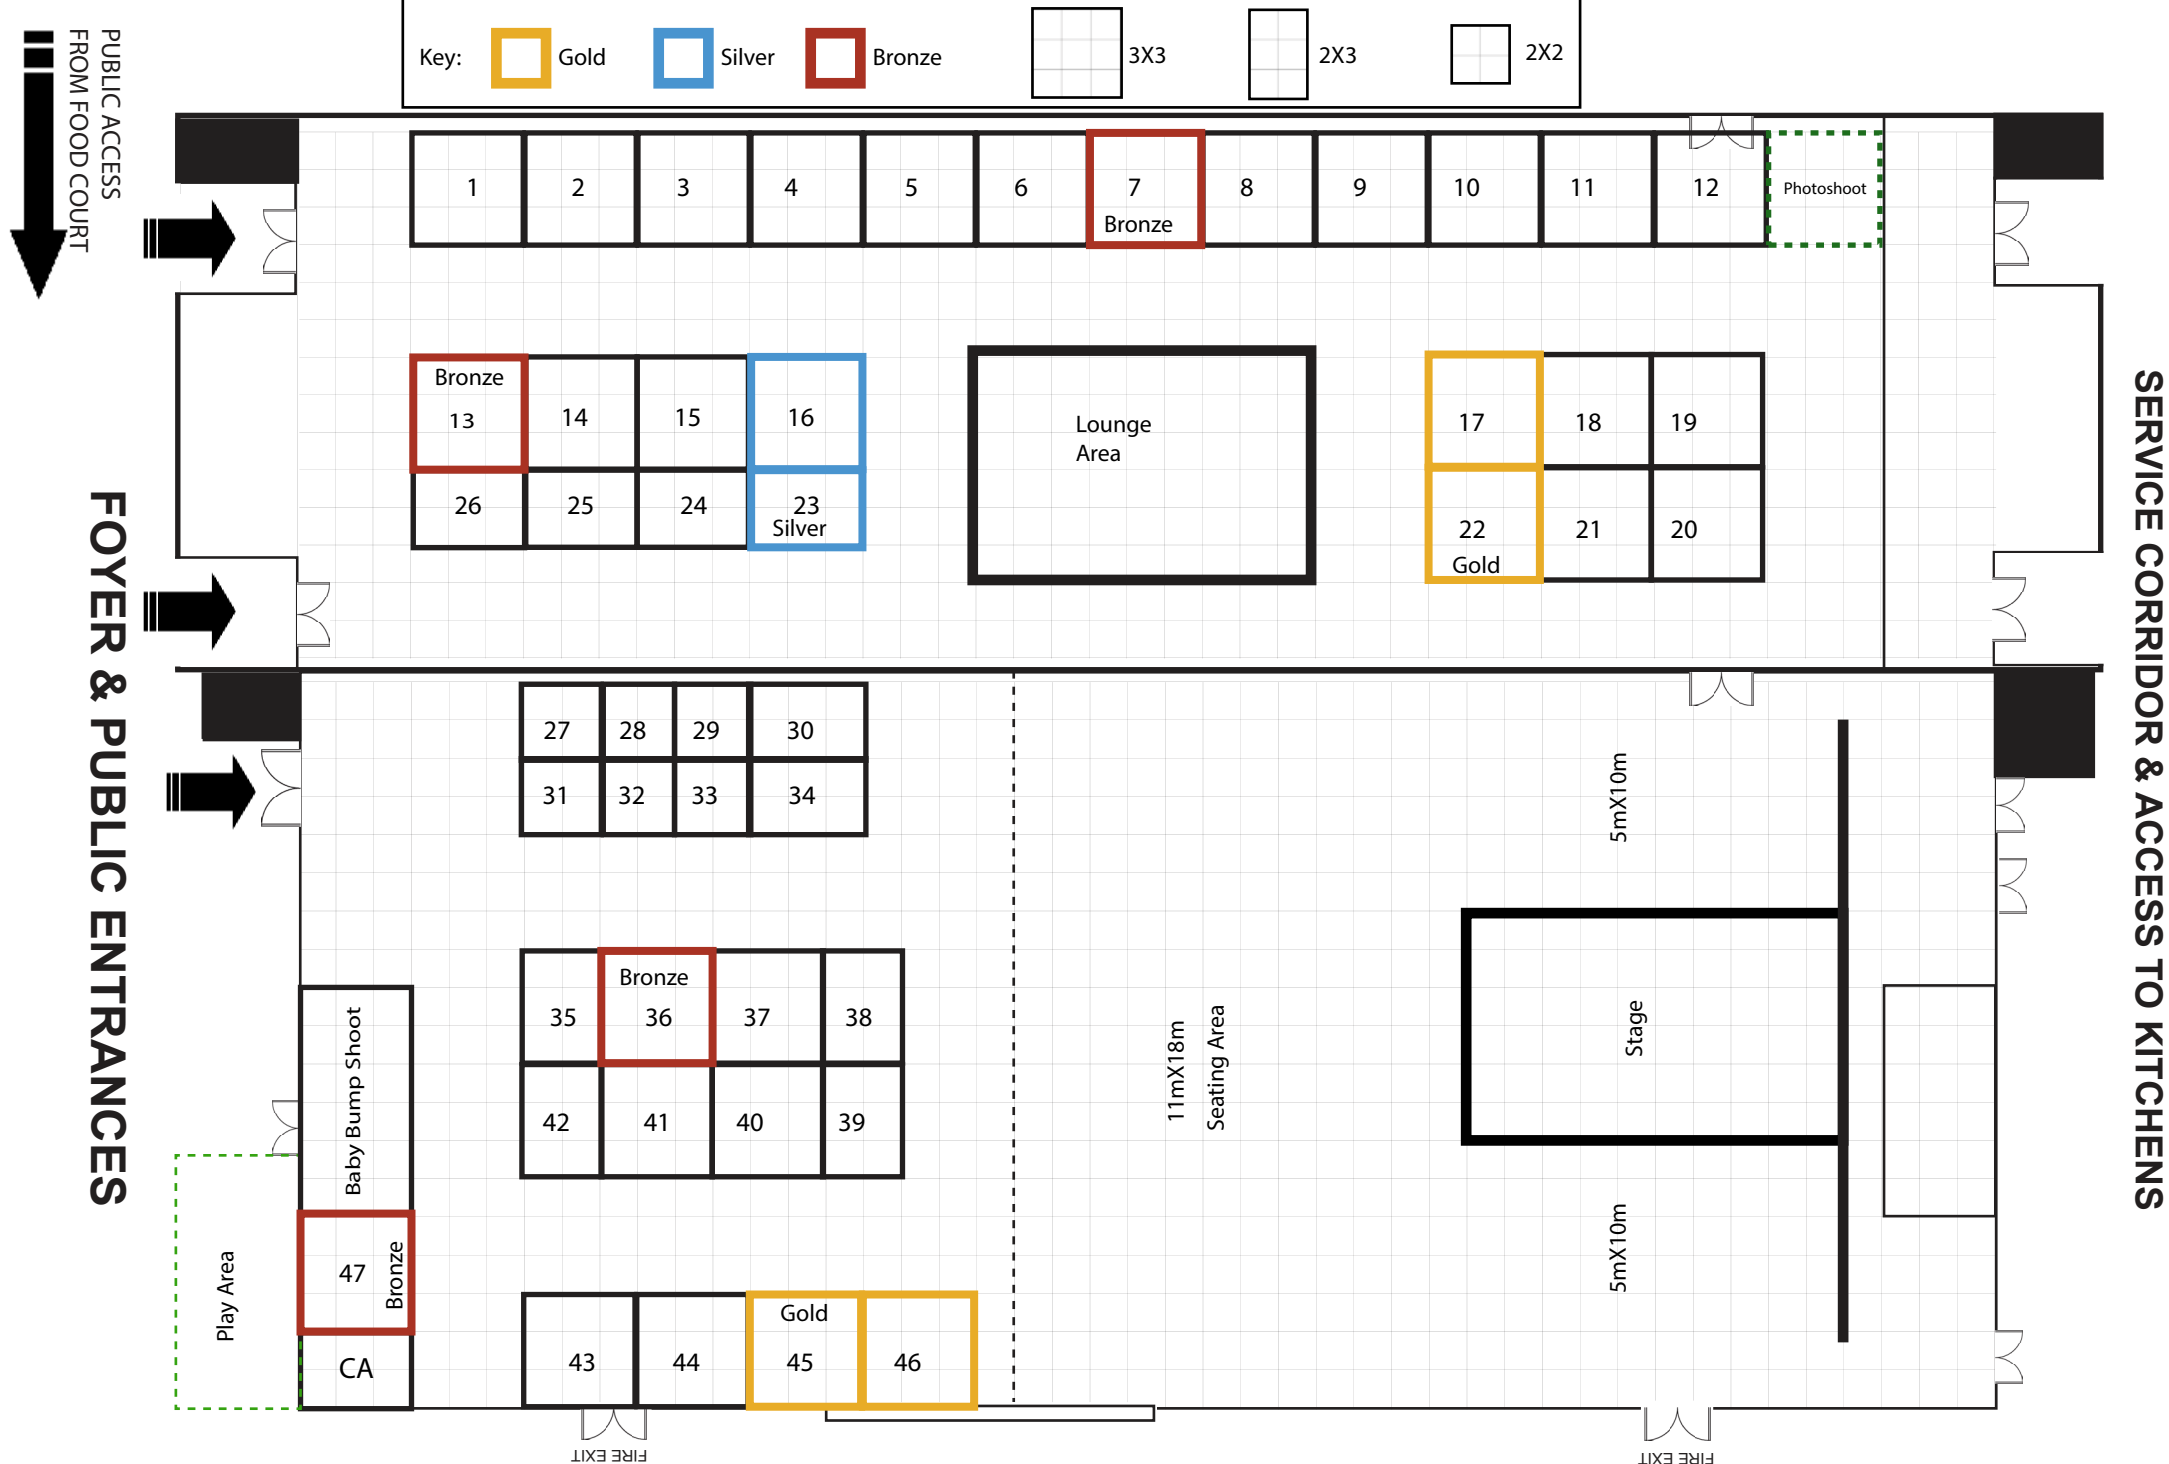 Key:
Gold
Silver
Bronze
3X3
2X3
2X2
PUBLIC ACCESS
FROM FOOD COURT
1
2
3
4
5
6
7
Bronze
8
9
10
11
12
Photoshoot
Bronze
13
14
15
16
26
25
24
23
Silver
Lounge
Area
17
18
19
22
Gold
21
20
FOYER & PUBLIC ENTRANCES
SERVICE CORRIDOR & ACCESS TO KITCHENS
27
28
29
30
31
32
33
34
35
Bronze
36
37
38
42
41
40
39
Baby Bump Shoot
47
Bronze
CA
Play Area
43
44
Gold
45
46
11mX18m
Seating Area
5mX10m
Stage
5mX10m
FIRE EXIT
FIRE EXIT